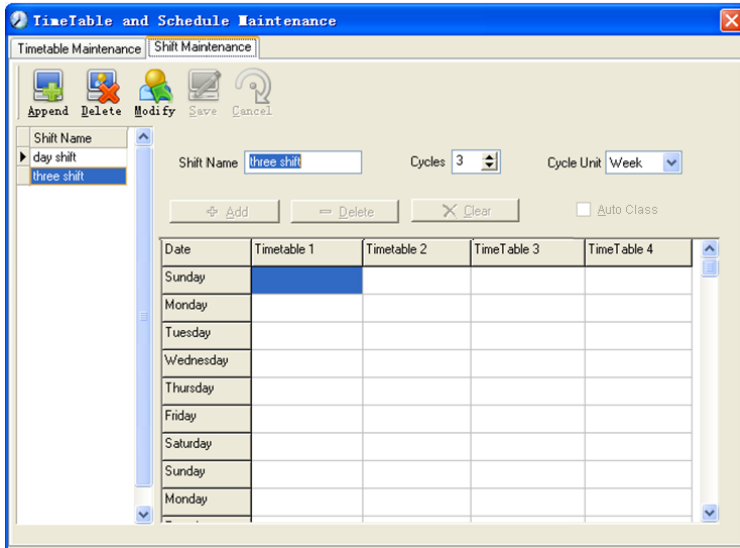 TimeTable and Schedule Maintenance
Timetable Maintenance Shift Maintenance
Append Delete Modify Save Cancel
Shift Name
day shift
three shift
Shift Name three shift Cycles 3 Cycle Unit Week
Add Delete Clear Auto Class
Date Timetable 1 Timetable 2 TimeTable 3 TimeTable 4
Sunday
Monday
Tuesday
Wednesday
Thursday
Friday
Saturday
Sunday
Monday